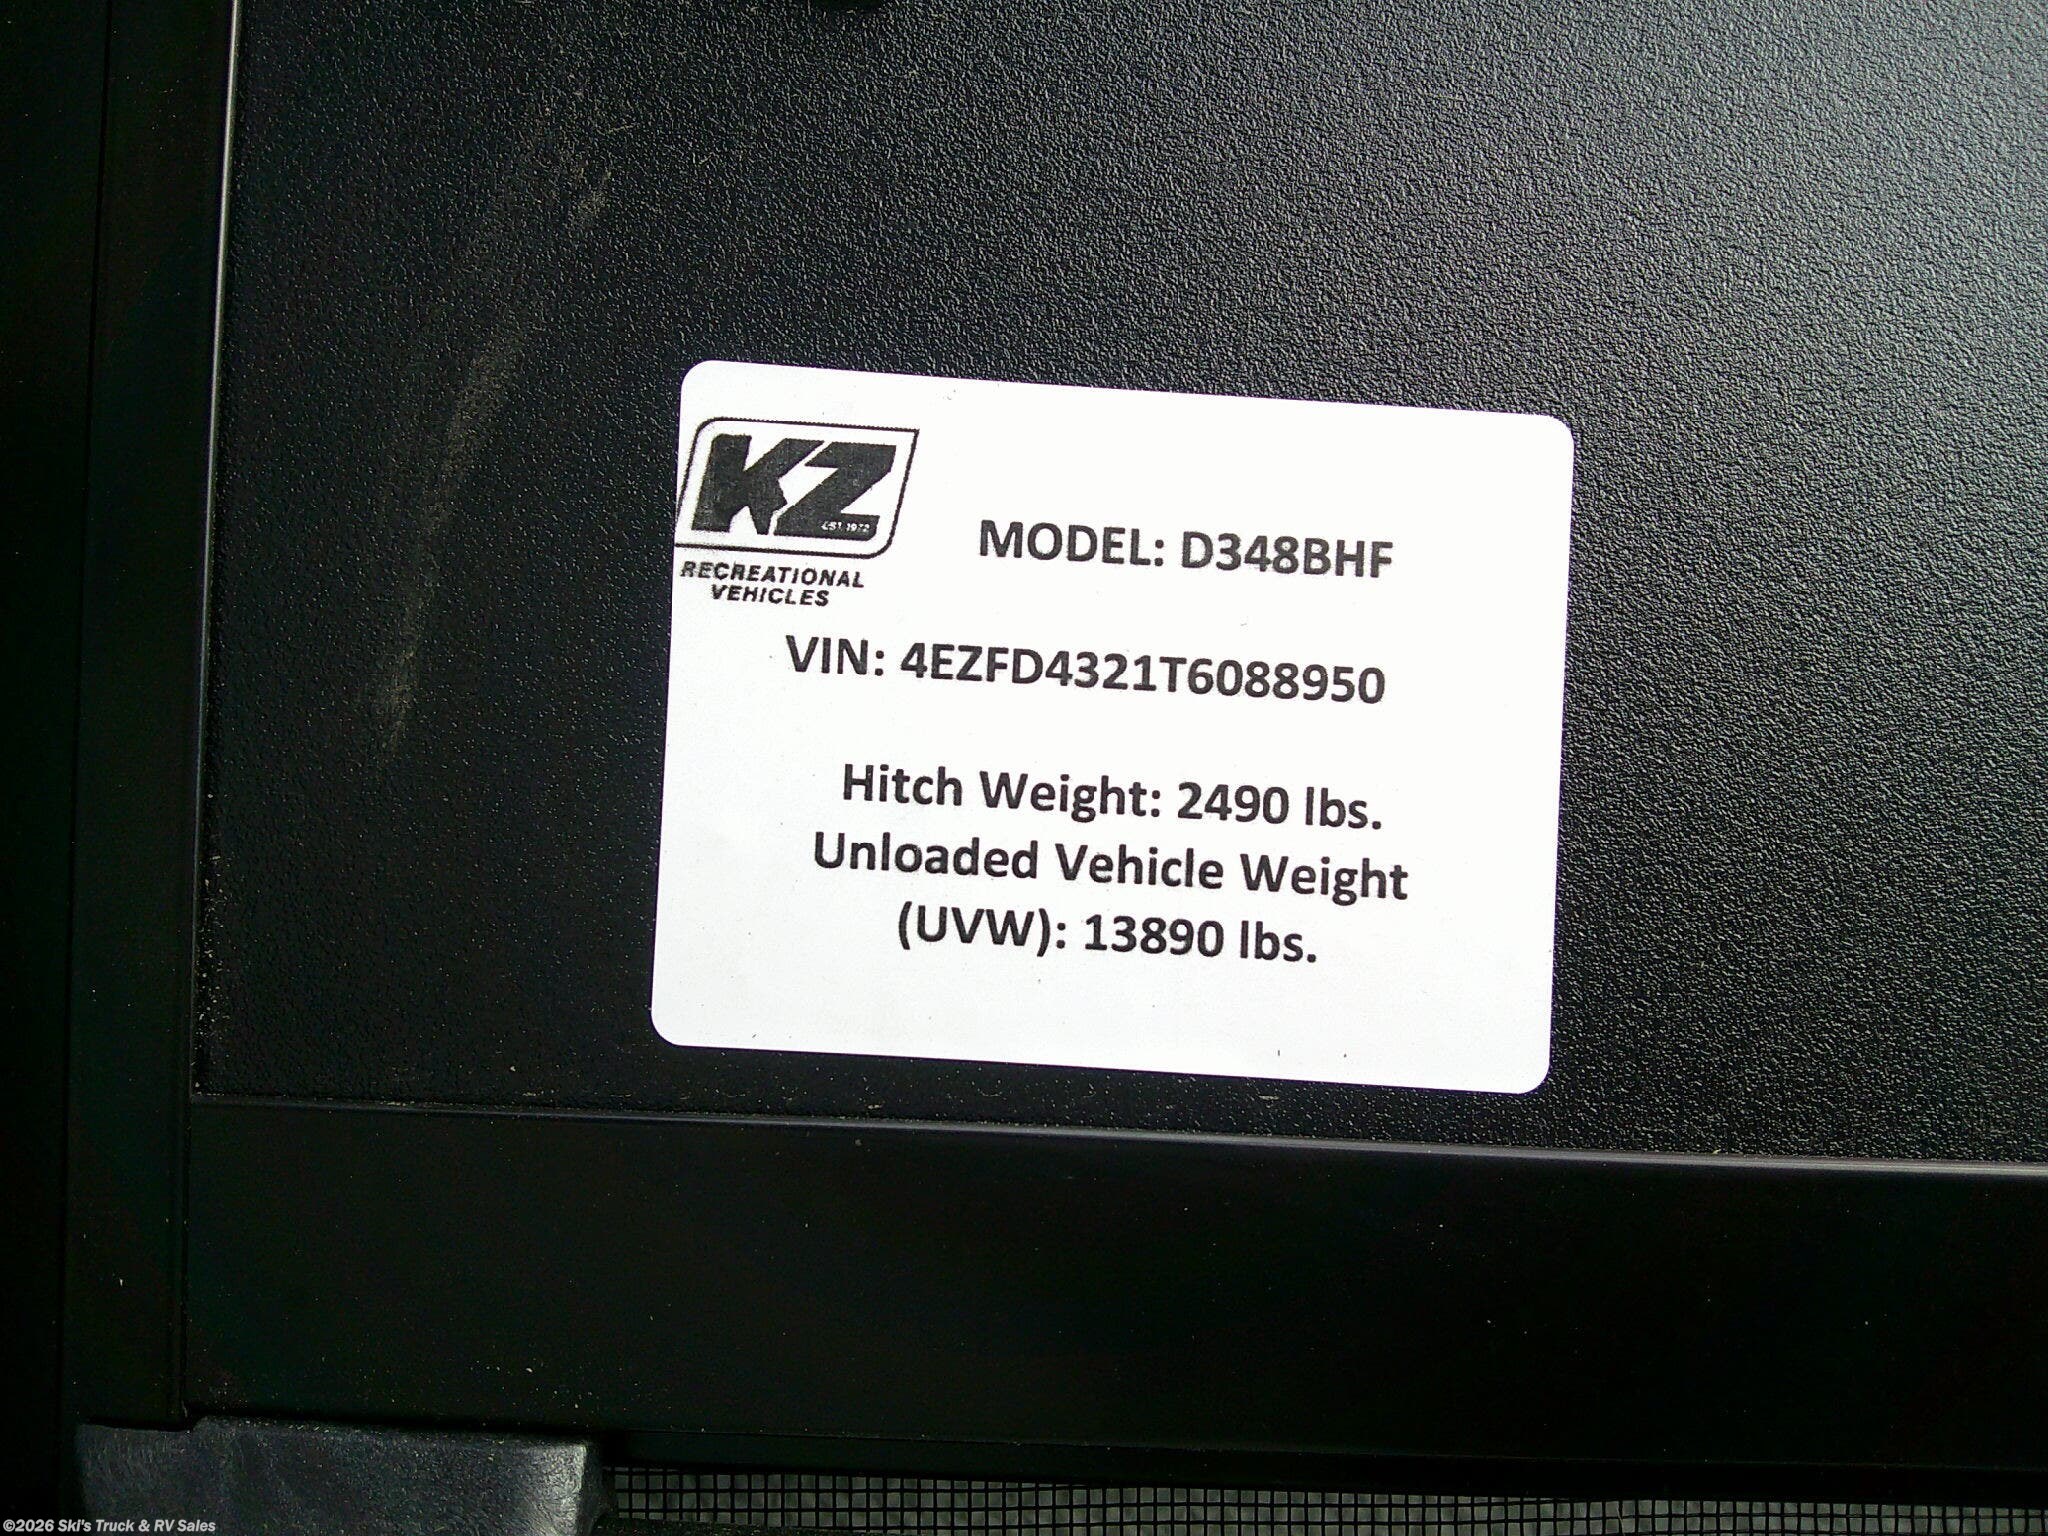 KZ
EST. 1972
RECREATIONAL
VEHICLES
MODEL: D348BHF
VIN: 4EZFD4321T6088950
Hitch Weight: 2490 lbs.
Unloaded Vehicle Weight
(UVW): 13890 lbs.
©2026 Ski's Truck & RV Sales